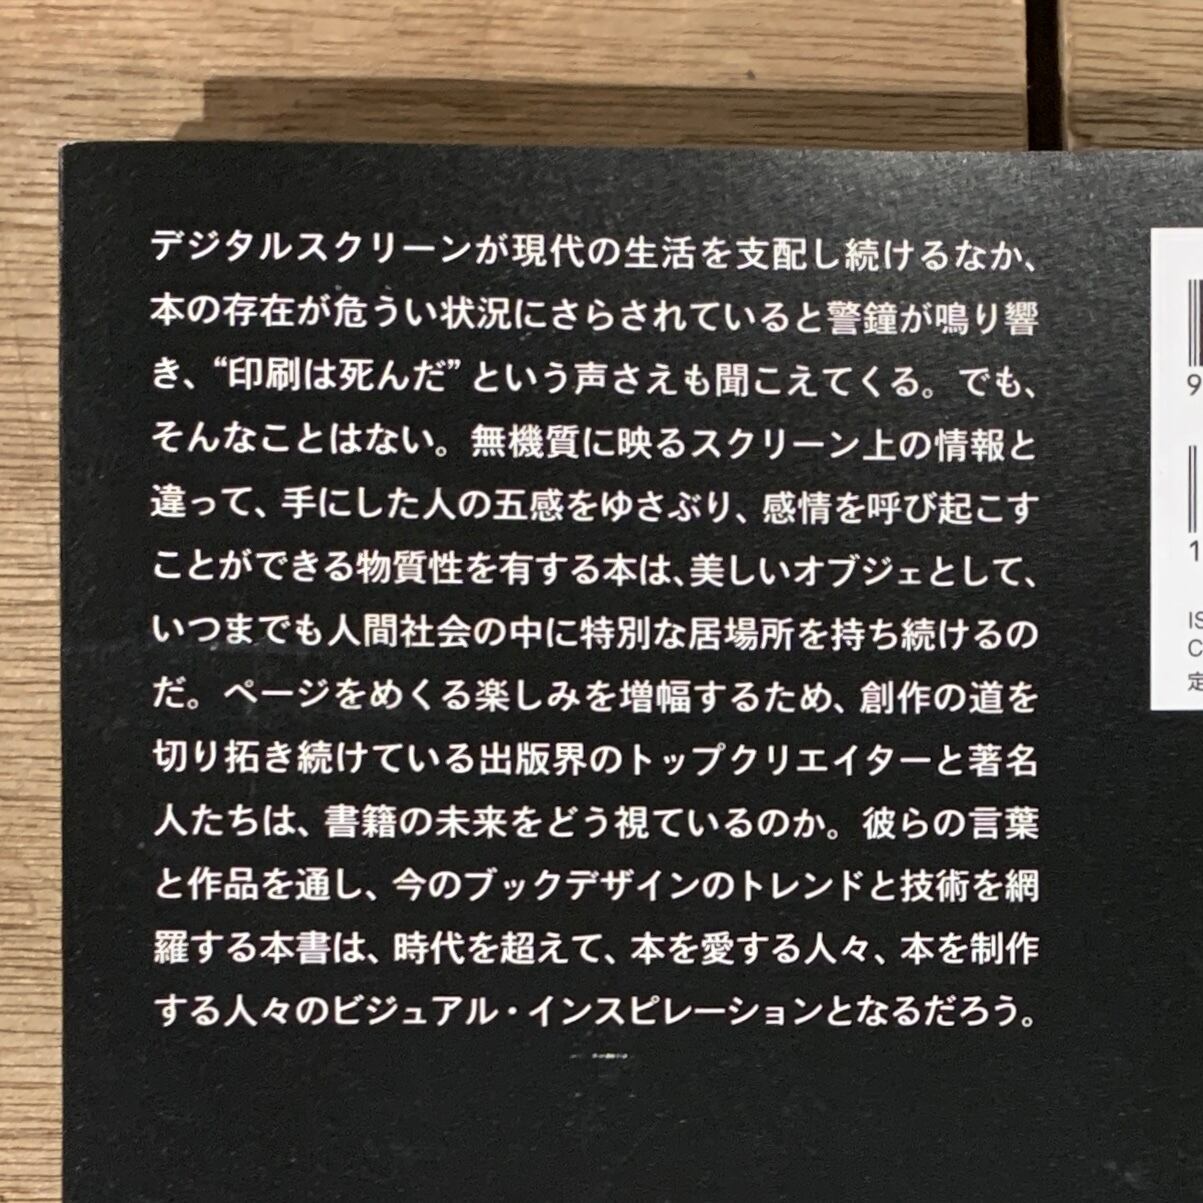 デジタルスクリーンが現代の生活を支配し続けるなか、
本の存在が危うい状況にさらされていると警鐘が鳴り響
き、“印刷は死んだ”という声さえも聞こえてくる。でも、
そんなことはない。無機質に映るスクリーン上の情報と
違って、手にした人の五感をゆさぶり、感情を呼び起こす
ことができる物質性を有する本は、美しいオブジェとして、
いつまでも人間社会の中に特別な居場所を持ち続けるの
だ。ページをめくる楽しみを増幅するため、創作の道を
切り拓き続けている出版界のトップクリエイターと著名
人たちは、書籍の未来をどう視ているのか。彼らの言葉
と作品を通し、今のブックデザインのトレンドと技術を網
羅する本書は、時代を超えて、本を愛する人々、本を制作
する人々のビジュアル・インスピレーションとなるだろう。
9
1
IS
C
定